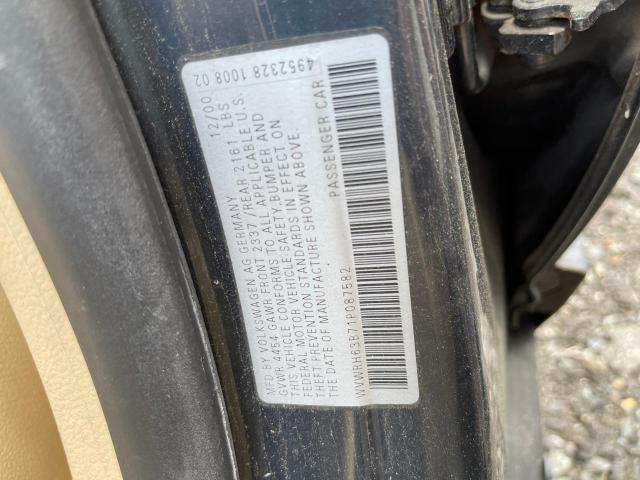 4952328 1008 02
MFD BY VOLKSWAGEN AG GERMANY 12/00
GVWR 4454 GAWR FRONT 2337 /REAR 2161 LBS
THIS VEHICLE CONFORMS TO ALL APPLICABLE U.S.
FEDERAL MOTOR VEHICLE SAFETY,BUMPER AND
THEFT PREVENTION STANDARDS IN EFFECT ON
THE DATE OF MANUFACTURE SHOWN ABOVE.
PASSENGER CAR
WVWRH63B71P087582